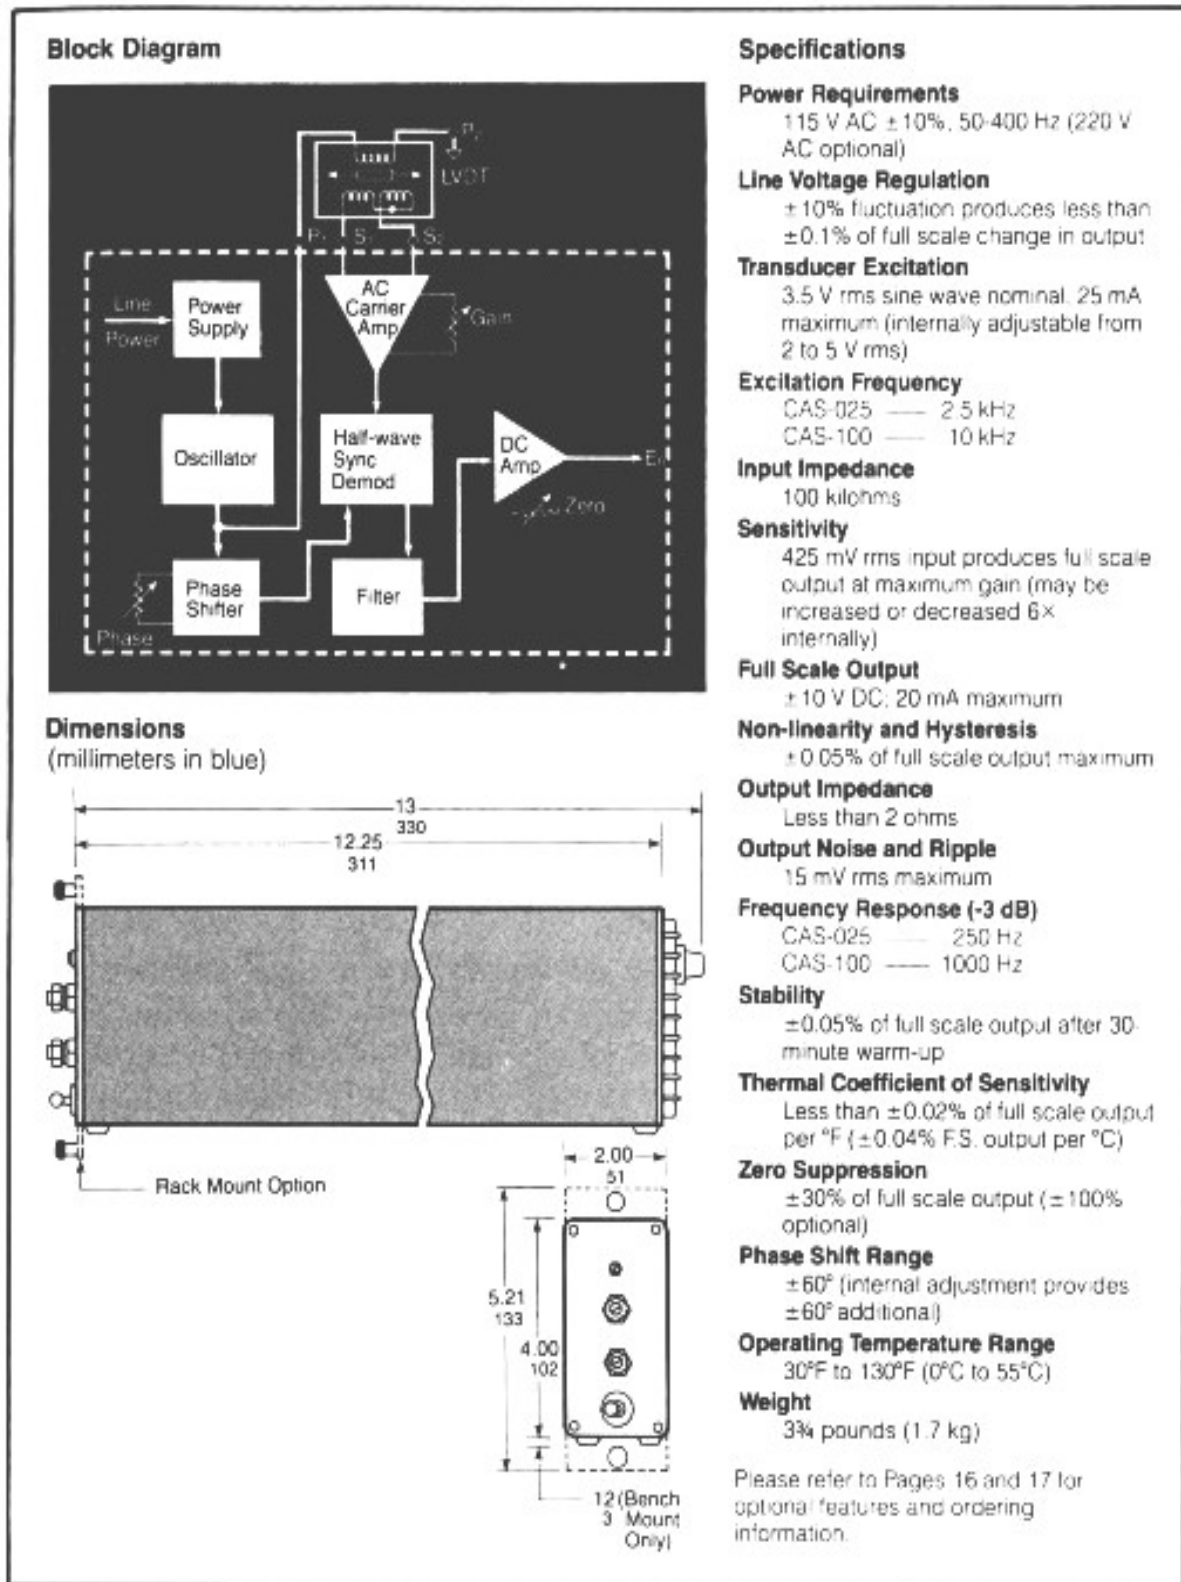 Block Diagram
P₂
LVDT
P₁ S₁ S₂
Line
Power
Power
Supply
AC
Carrier
Amp
Gain
Oscillator
Half-wave
Sync
Demod
DC
Amp
Zero
Phase
Shifter
Phase
Filter
Dimensions
(millimeters in blue)
13
330
12.25
311
Rack Mount Option
2.00
51
5.21
133
4.00
102
12 (Bench
3 Mount
Only)
Specifications
Power Requirements
115 V AC ±10%, 50-400 Hz (220 V
AC optional)
Line Voltage Regulation
±10% fluctuation produces less than
±0.1% of full scale change in output
Transducer Excitation
3.5 V rms sine wave nominal, 25 mA
maximum (internally adjustable from
2 to 5 V rms)
Excitation Frequency
CAS-025 —— 2.5 kHz
CAS-100 —— 10 kHz
Input Impedance
100 kilohms
Sensitivity
425 mV rms input produces full scale
output at maximum gain (may be
increased or decreased 6×
internally)
Full Scale Output
±10 V DC; 20 mA maximum
Non-linearity and Hysteresis
±0.05% of full scale output maximum
Output Impedance
Less than 2 ohms
Output Noise and Ripple
15 mV rms maximum
Frequency Response (-3 dB)
CAS-025 —— 250 Hz
CAS-100 —— 1000 Hz
Stability
±0.05% of full scale output after 30-
minute warm-up
Thermal Coefficient of Sensitivity
Less than ±0.02% of full scale output
per °F (±0.04% F.S. output per °C)
Zero Suppression
±30% of full scale output (±100%
optional)
Phase Shift Range
±60° (internal adjustment provides
±60° additional)
Operating Temperature Range
30°F to 130°F (0°C to 55°C)
Weight
3¾ pounds (1.7 kg)
Please refer to Pages 16 and 17 for
optional features and ordering
information.